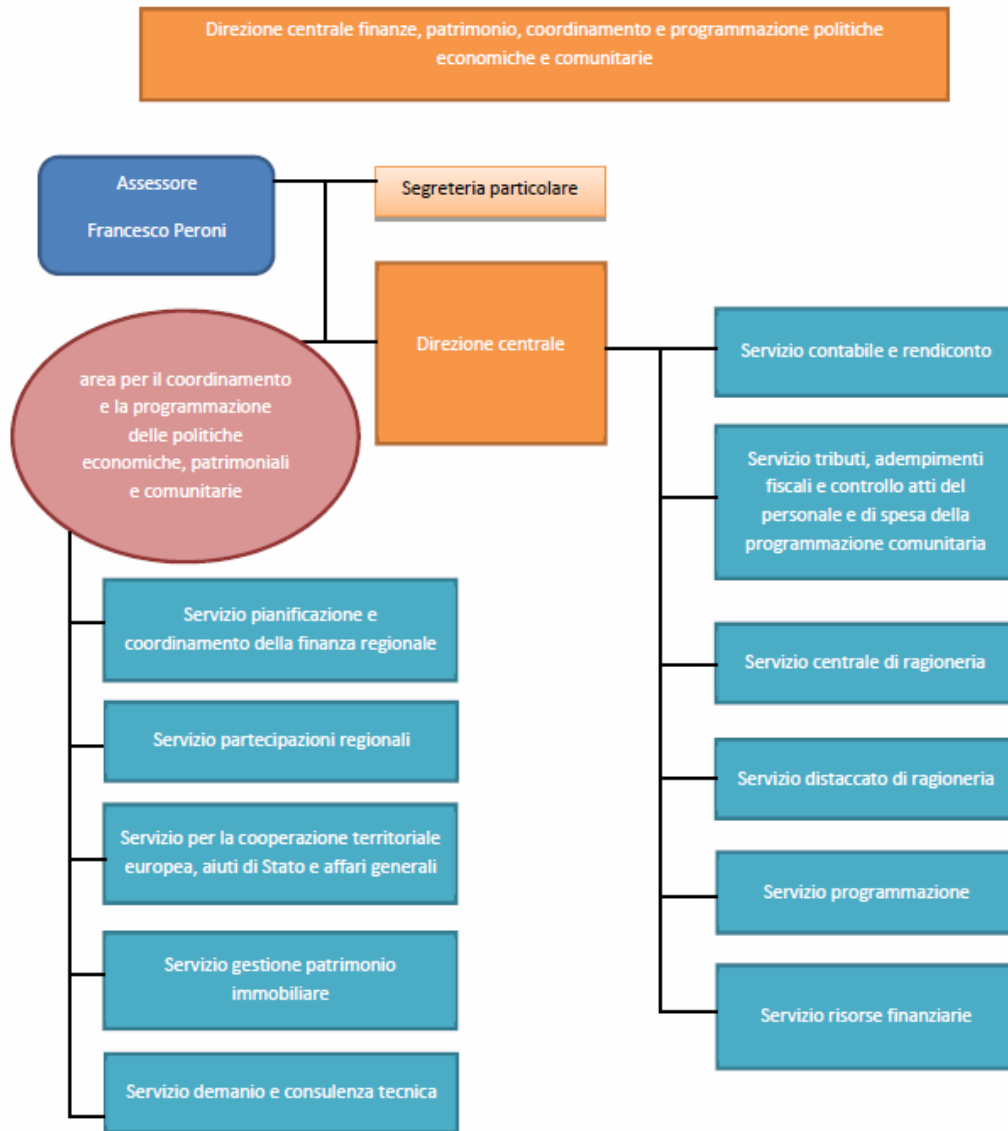 Direzione centrale finanze, patrimonio, coordinamento e programmazione politiche
economiche e comunitarie
Assessore
Francesco Peroni
Segreteria particolare
Direzione centrale
area per il coordinamento
e la programmazione
delle politiche
economiche, patrimoniali
e comunitarie
Servizio pianificazione e
coordinamento della finanza regionale
Servizio partecipazioni regionali
Servizio per la cooperazione territoriale
europea, aiuti di Stato e affari generali
Servizio gestione patrimonio
immobiliare
Servizio demanio e consulenza tecnica
Servizio contabile e rendiconto
Servizio tributi, adempimenti
fiscali e controllo atti del
personale e di spesa della
programmazione comunitaria
Servizio centrale di ragioneria
Servizio distaccato di ragioneria
Servizio programmazione
Servizio risorse finanziarie